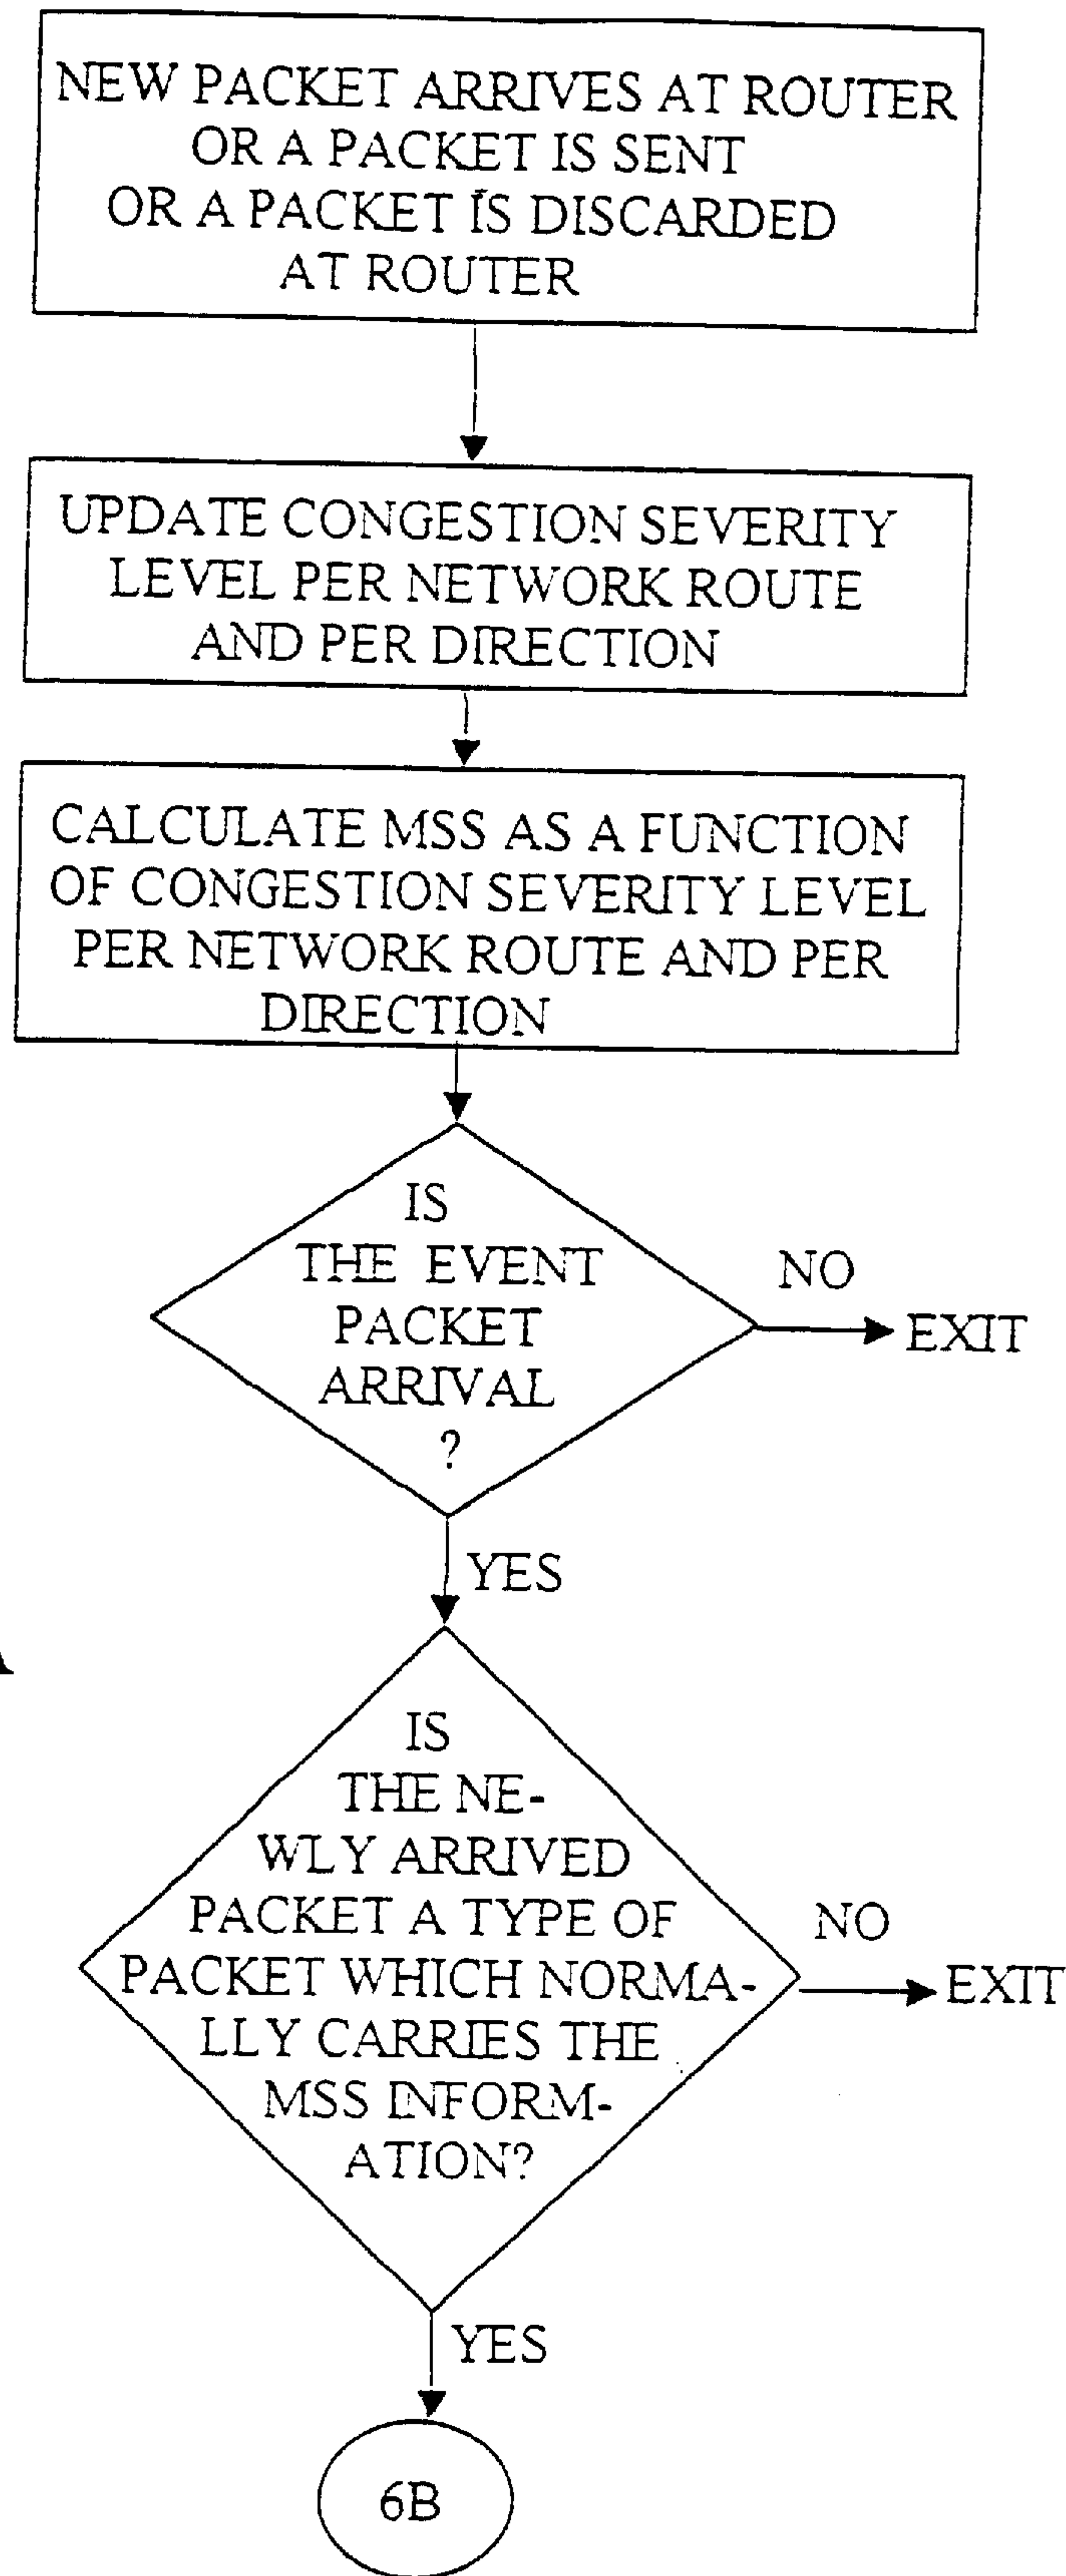 NEW PACKET ARRIVES AT ROUTER
OR A PACKET IS SENT
OR A PACKET IS DISCARDED
AT ROUTER
UPDATE CONGESTION SEVERITY
LEVEL PER NETWORK ROUTE
AND PER DIRECTION
CALCULATE MSS AS A FUNCTION
OF CONGESTION SEVERITY LEVEL
PER NETWORK ROUTE AND PER
DIRECTION
IS
THE EVENT
PACKET
ARRIVAL
?
NO
EXIT
YES
IS
THE NE-
WLY ARRIVED
PACKET A TYPE OF
PACKET WHICH NORMA-
LLY CARRIES THE
MSS INFORM-
ATION?
NO
EXIT
YES
6B